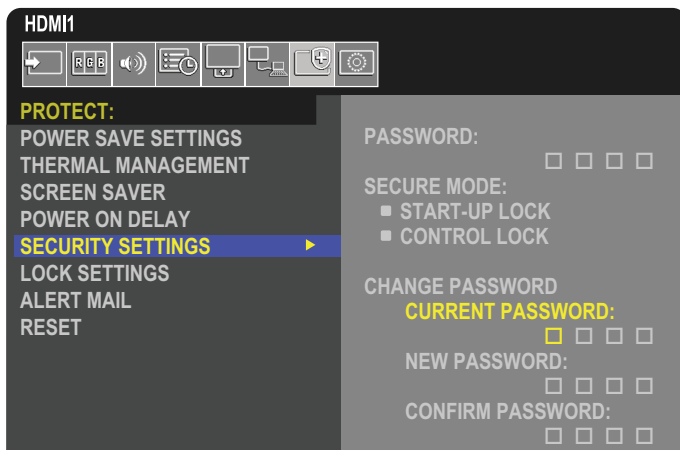 HDMI1
R G B
PROTECT:
POWER SAVE SETTINGS
THERMAL MANAGEMENT
SCREEN SAVER
POWER ON DELAY
SECURITY SETTINGS
LOCK SETTINGS
ALERT MAIL
RESET
PASSWORD:
SECURE MODE:
START-UP LOCK
CONTROL LOCK
CHANGE PASSWORD
CURRENT PASSWORD:
NEW PASSWORD:
CONFIRM PASSWORD: